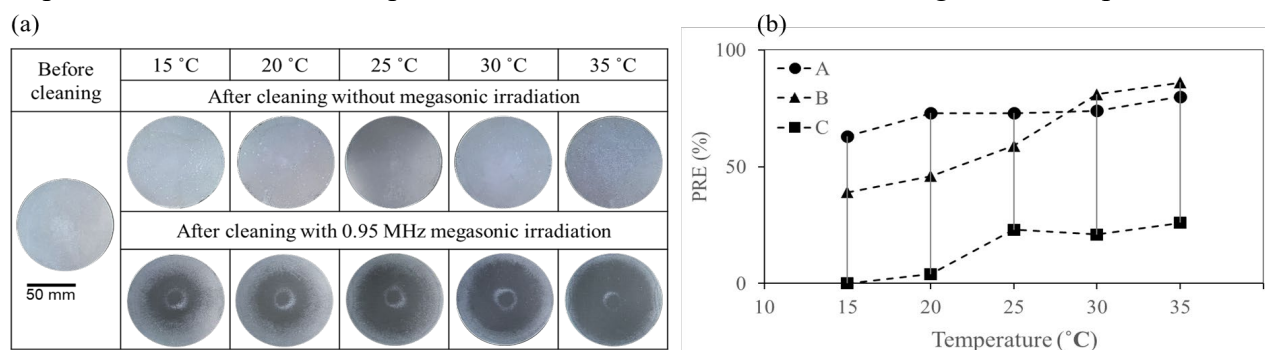 (a)
Before cleaning
15 ˚C 20 ˚C 25 ˚C 30 ˚C 35 ˚C
After cleaning without megasonic irradiation
After cleaning with 0.95 MHz megasonic irradiation
50 mm
(b)
100
50
0
PRE (%)
A
B
C
10 15 20 25 30 35
Temperature (˚C)